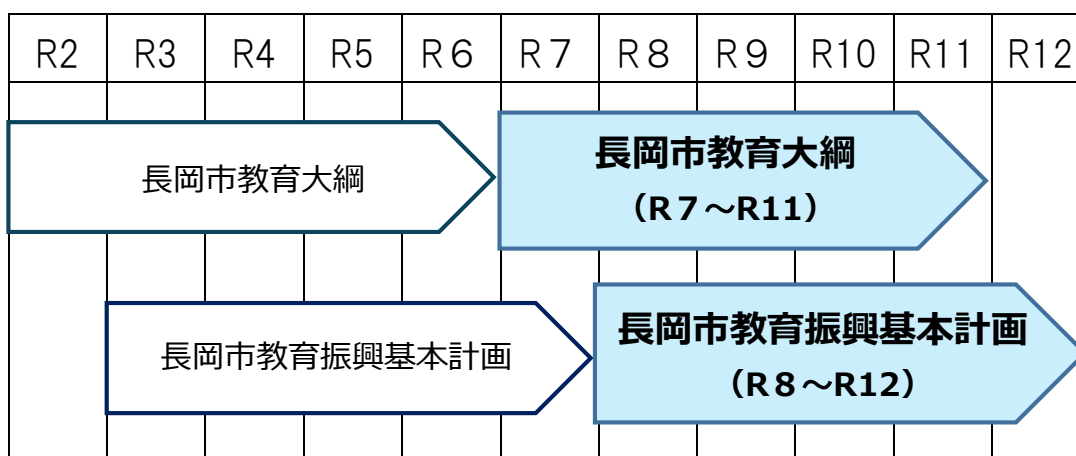 R2 R3 R4 R5 R６ R７ R８ R９ R10 R11 R12
長岡市教育大綱
長岡市教育大綱
（R７～R11）
長岡市教育振興基本計画
長岡市教育振興基本計画
（R８～R12）